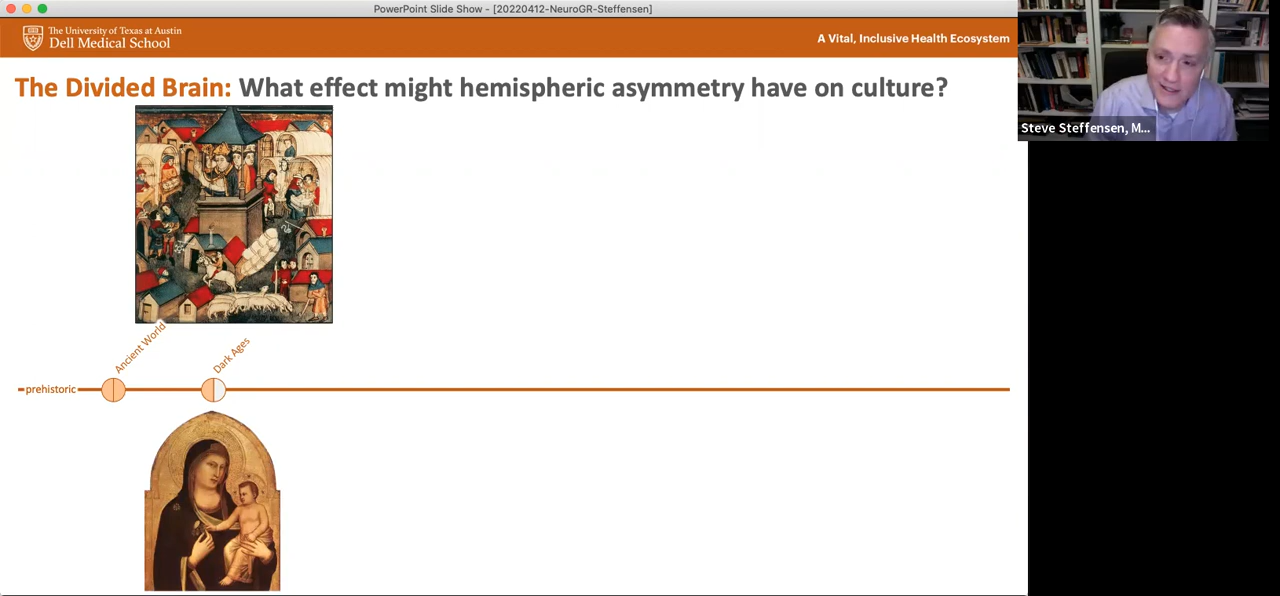 PowerPoint Slide Show - [20220412-NeuroGR-Steffensen]
The University of Texas at Austin
Dell Medical School
A Vital, Inclusive Health Ecosystem
The Divided Brain: What effect might hemispheric asymmetry have on culture?
Steve Steffensen, M...
Ancient World
Dark Ages
prehistoric